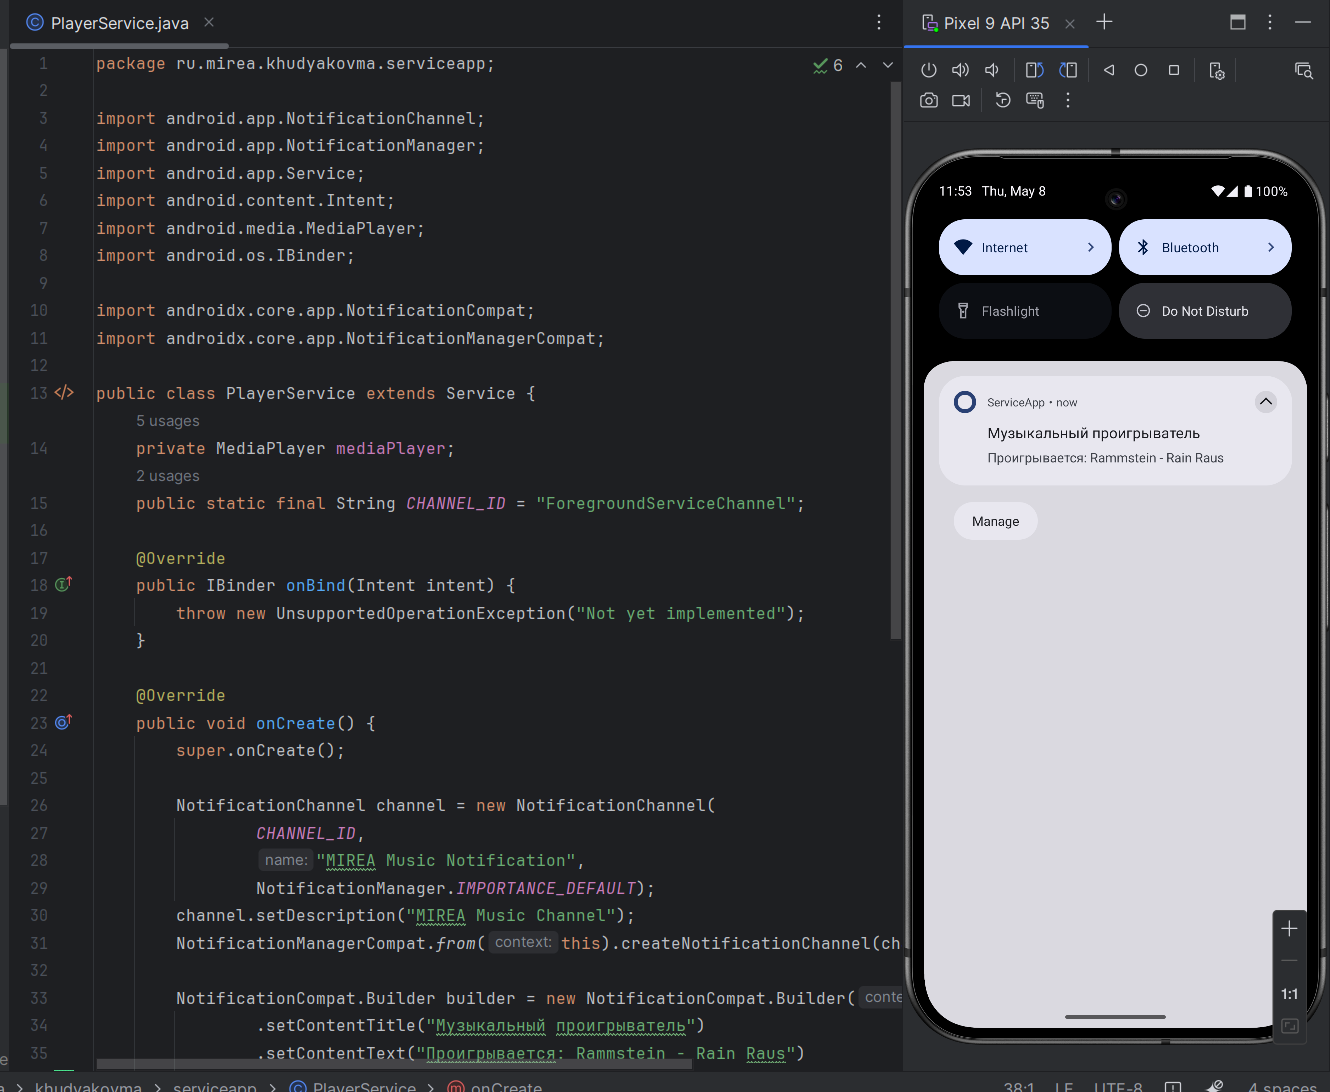 PlayerService.java
1 package ru.mirea.khudyakovma.serviceapp;
6
2
3 import android.app.NotificationChannel;
4 import android.app.NotificationManager;
5 import android.app.Service;
6 import android.content.Intent;
7 import android.media.MediaPlayer;
8 import android.os.IBinder;
9
10 import androidx.core.app.NotificationCompat;
11 import androidx.core.app.NotificationManagerCompat;
12
13 public class PlayerService extends Service {
5 usages
14 private MediaPlayer mediaPlayer;
2 usages
15 public static final String CHANNEL_ID = "ForegroundServiceChannel";
16
17 @Override
18 public IBinder onBind(Intent intent) {
19 throw new UnsupportedOperationException("Not yet implemented");
20 }
21
22 @Override
23 public void onCreate() {
24 super.onCreate();
25
26 NotificationChannel channel = new NotificationChannel(
27 CHANNEL_ID,
28 name: "MIREA Music Notification",
29 NotificationManager.IMPORTANCE_DEFAULT);
30 channel.setDescription("MIREA Music Channel");
31 NotificationManagerCompat.from( context: this).createNotificationChannel(ch
32
33 NotificationCompat.Builder builder = new NotificationCompat.Builder( conte
34 .setContentTitle("Музыкальный проигрыватель")
35 .setContentText("Проигрывается: Rammstein - Rain Raus")
khudyakovma > serviceapp > PlayerService > onCreate
38:1 LF UTF-8 4 spaces
Pixel 9 API 35
11:53 Thu, May 8
100%
Internet
Bluetooth
Flashlight
Do Not Disturb
ServiceApp • now
Музыкальный проигрыватель
Проигрывается: Rammstein - Rain Raus
Manage
1:1